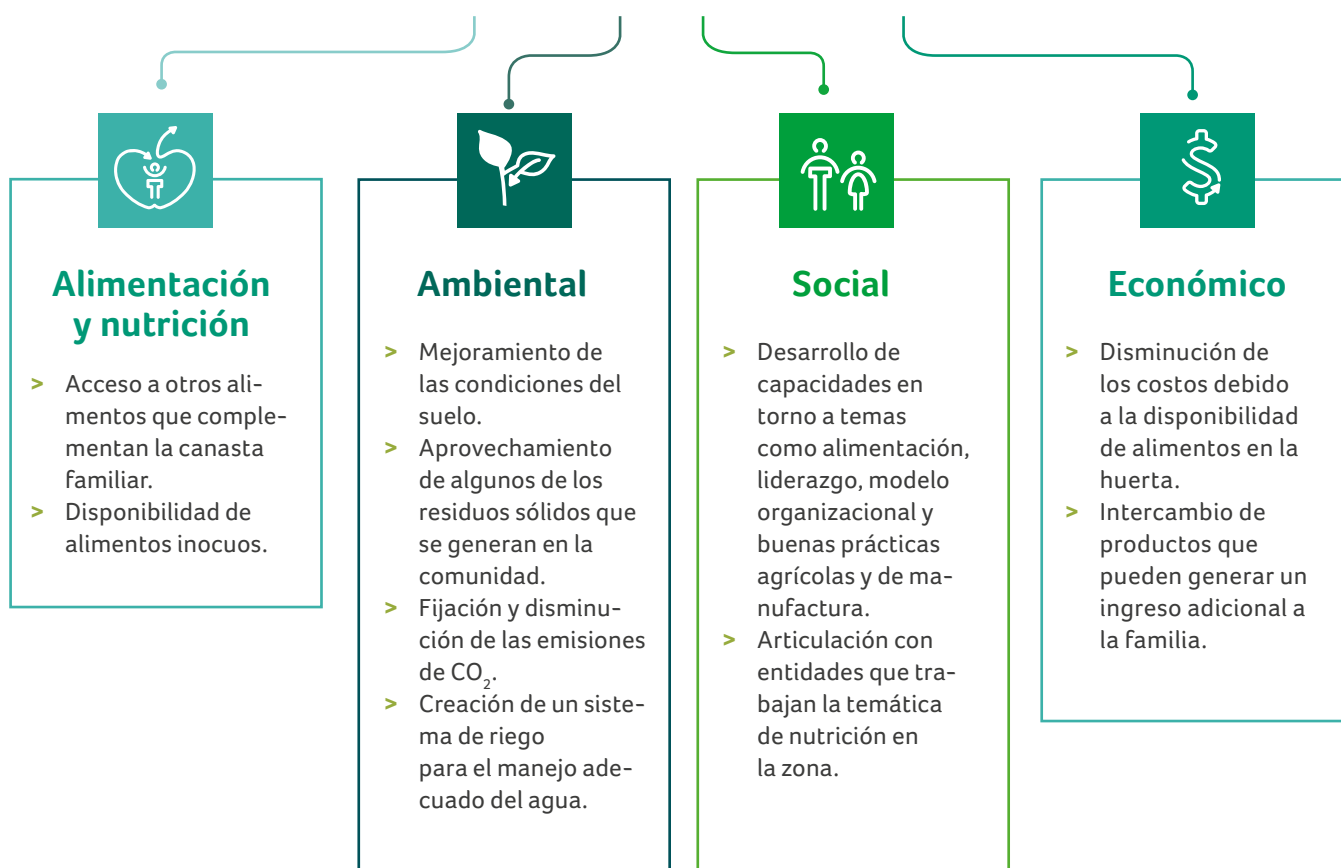 Alimentación
y nutrición
> Acceso a otros ali-
mentos que comple-
mentan la canasta
familiar.
> Disponibilidad de
alimentos inocuos.
Ambiental
> Mejoramiento de
las condiciones del
suelo.
> Aprovechamiento
de algunos de los
residuos sólidos que
se generan en la
comunidad.
> Fijación y disminu-
ción de las emisiones
de CO₂.
> Creación de un siste-
ma de riego
para el manejo ade-
cuado del agua.
Social
> Desarrollo de
capacidades en
torno a temas
como alimentación,
liderazgo, modelo
organizacional y
buenas prácticas
agrícolas y de ma-
nufactura.
> Articulación con
entidades que tra-
bajan la temática
de nutrición en
la zona.
Económico
> Disminución de
los costos debido
a la disponibilidad
de alimentos en la
huerta.
> Intercambio de
productos que
pueden generar un
ingreso adicional a
la familia.